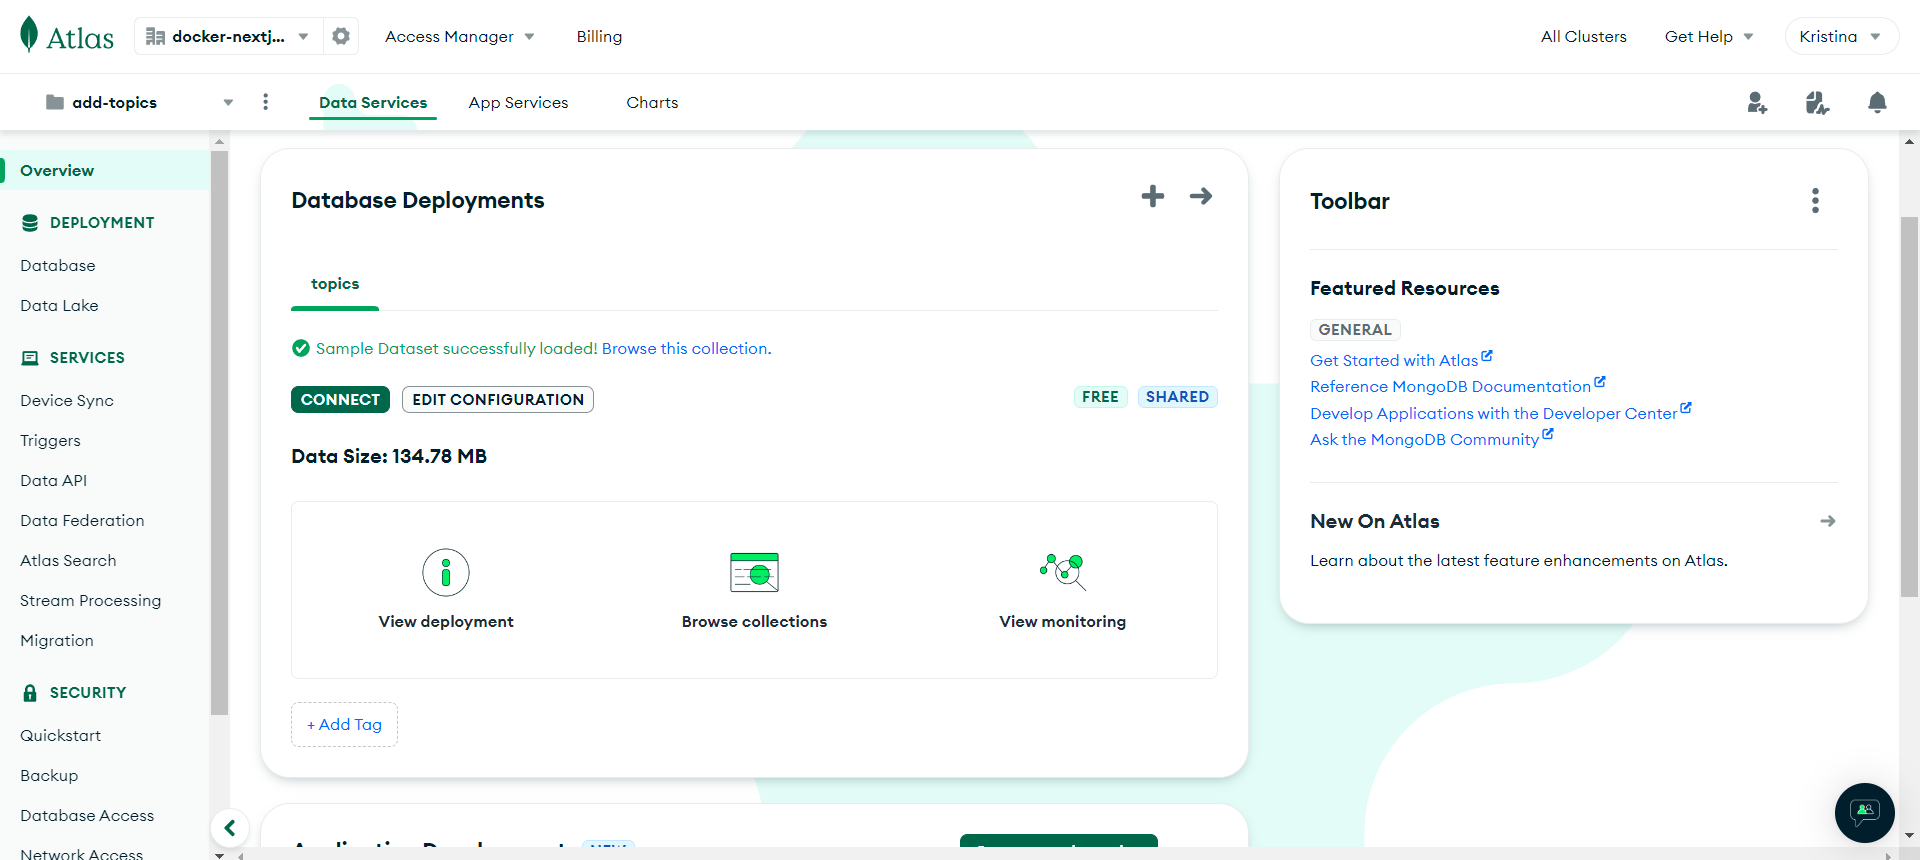 Atlas
docker-nextj...
Access Manager
Billing
All Clusters
Get Help
Kristina
add-topics
Data Services
App Services
Charts
Overview
DEPLOYMENT
Database
Data Lake
SERVICES
Device Sync
Triggers
Data API
Data Federation
Atlas Search
Stream Processing
Migration
SECURITY
Quickstart
Backup
Database Access
Network Access
Database Deployments
topics
Sample Dataset successfully loaded! Browse this collection.
CONNECT
EDIT CONFIGURATION
FREE
SHARED
Data Size: 134.78 MB
View deployment
Browse collections
View monitoring
+ Add Tag
Application Deployment
NEW
Toolbar
Featured Resources
GENERAL
Get Started with Atlas
Reference MongoDB Documentation
Develop Applications with the Developer Center
Ask the MongoDB Community
New On Atlas
Learn about the latest feature enhancements on Atlas.